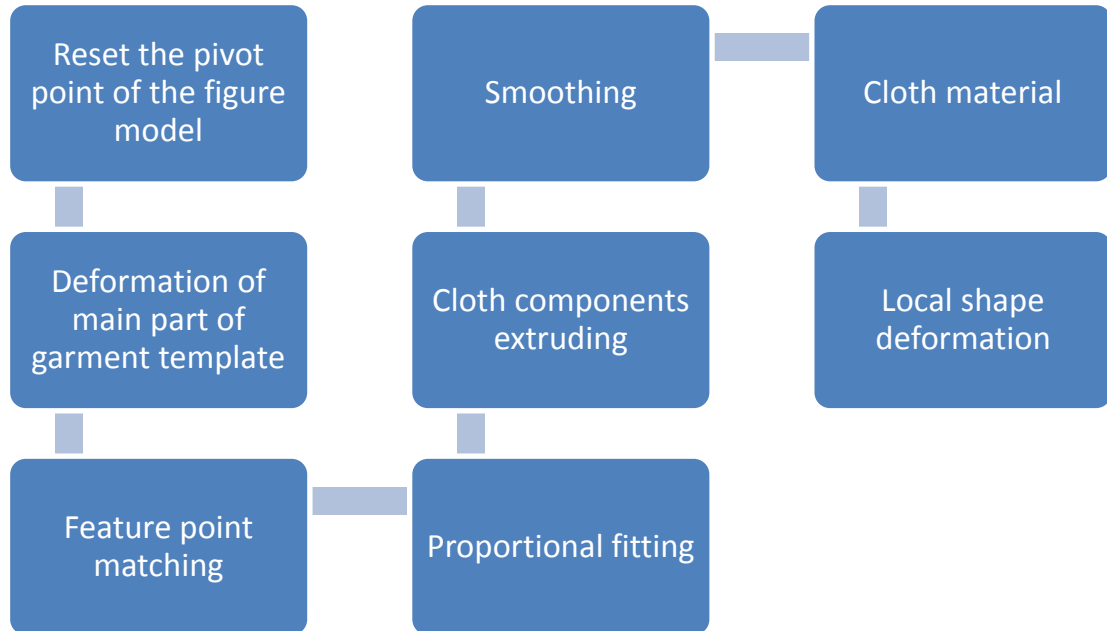 Reset the pivot
point of the figure
model
Deformation of
main part of
garment template
Feature point
matching
Proportional fitting
Cloth components
extruding
Smoothing
Cloth material
Local shape
deformation